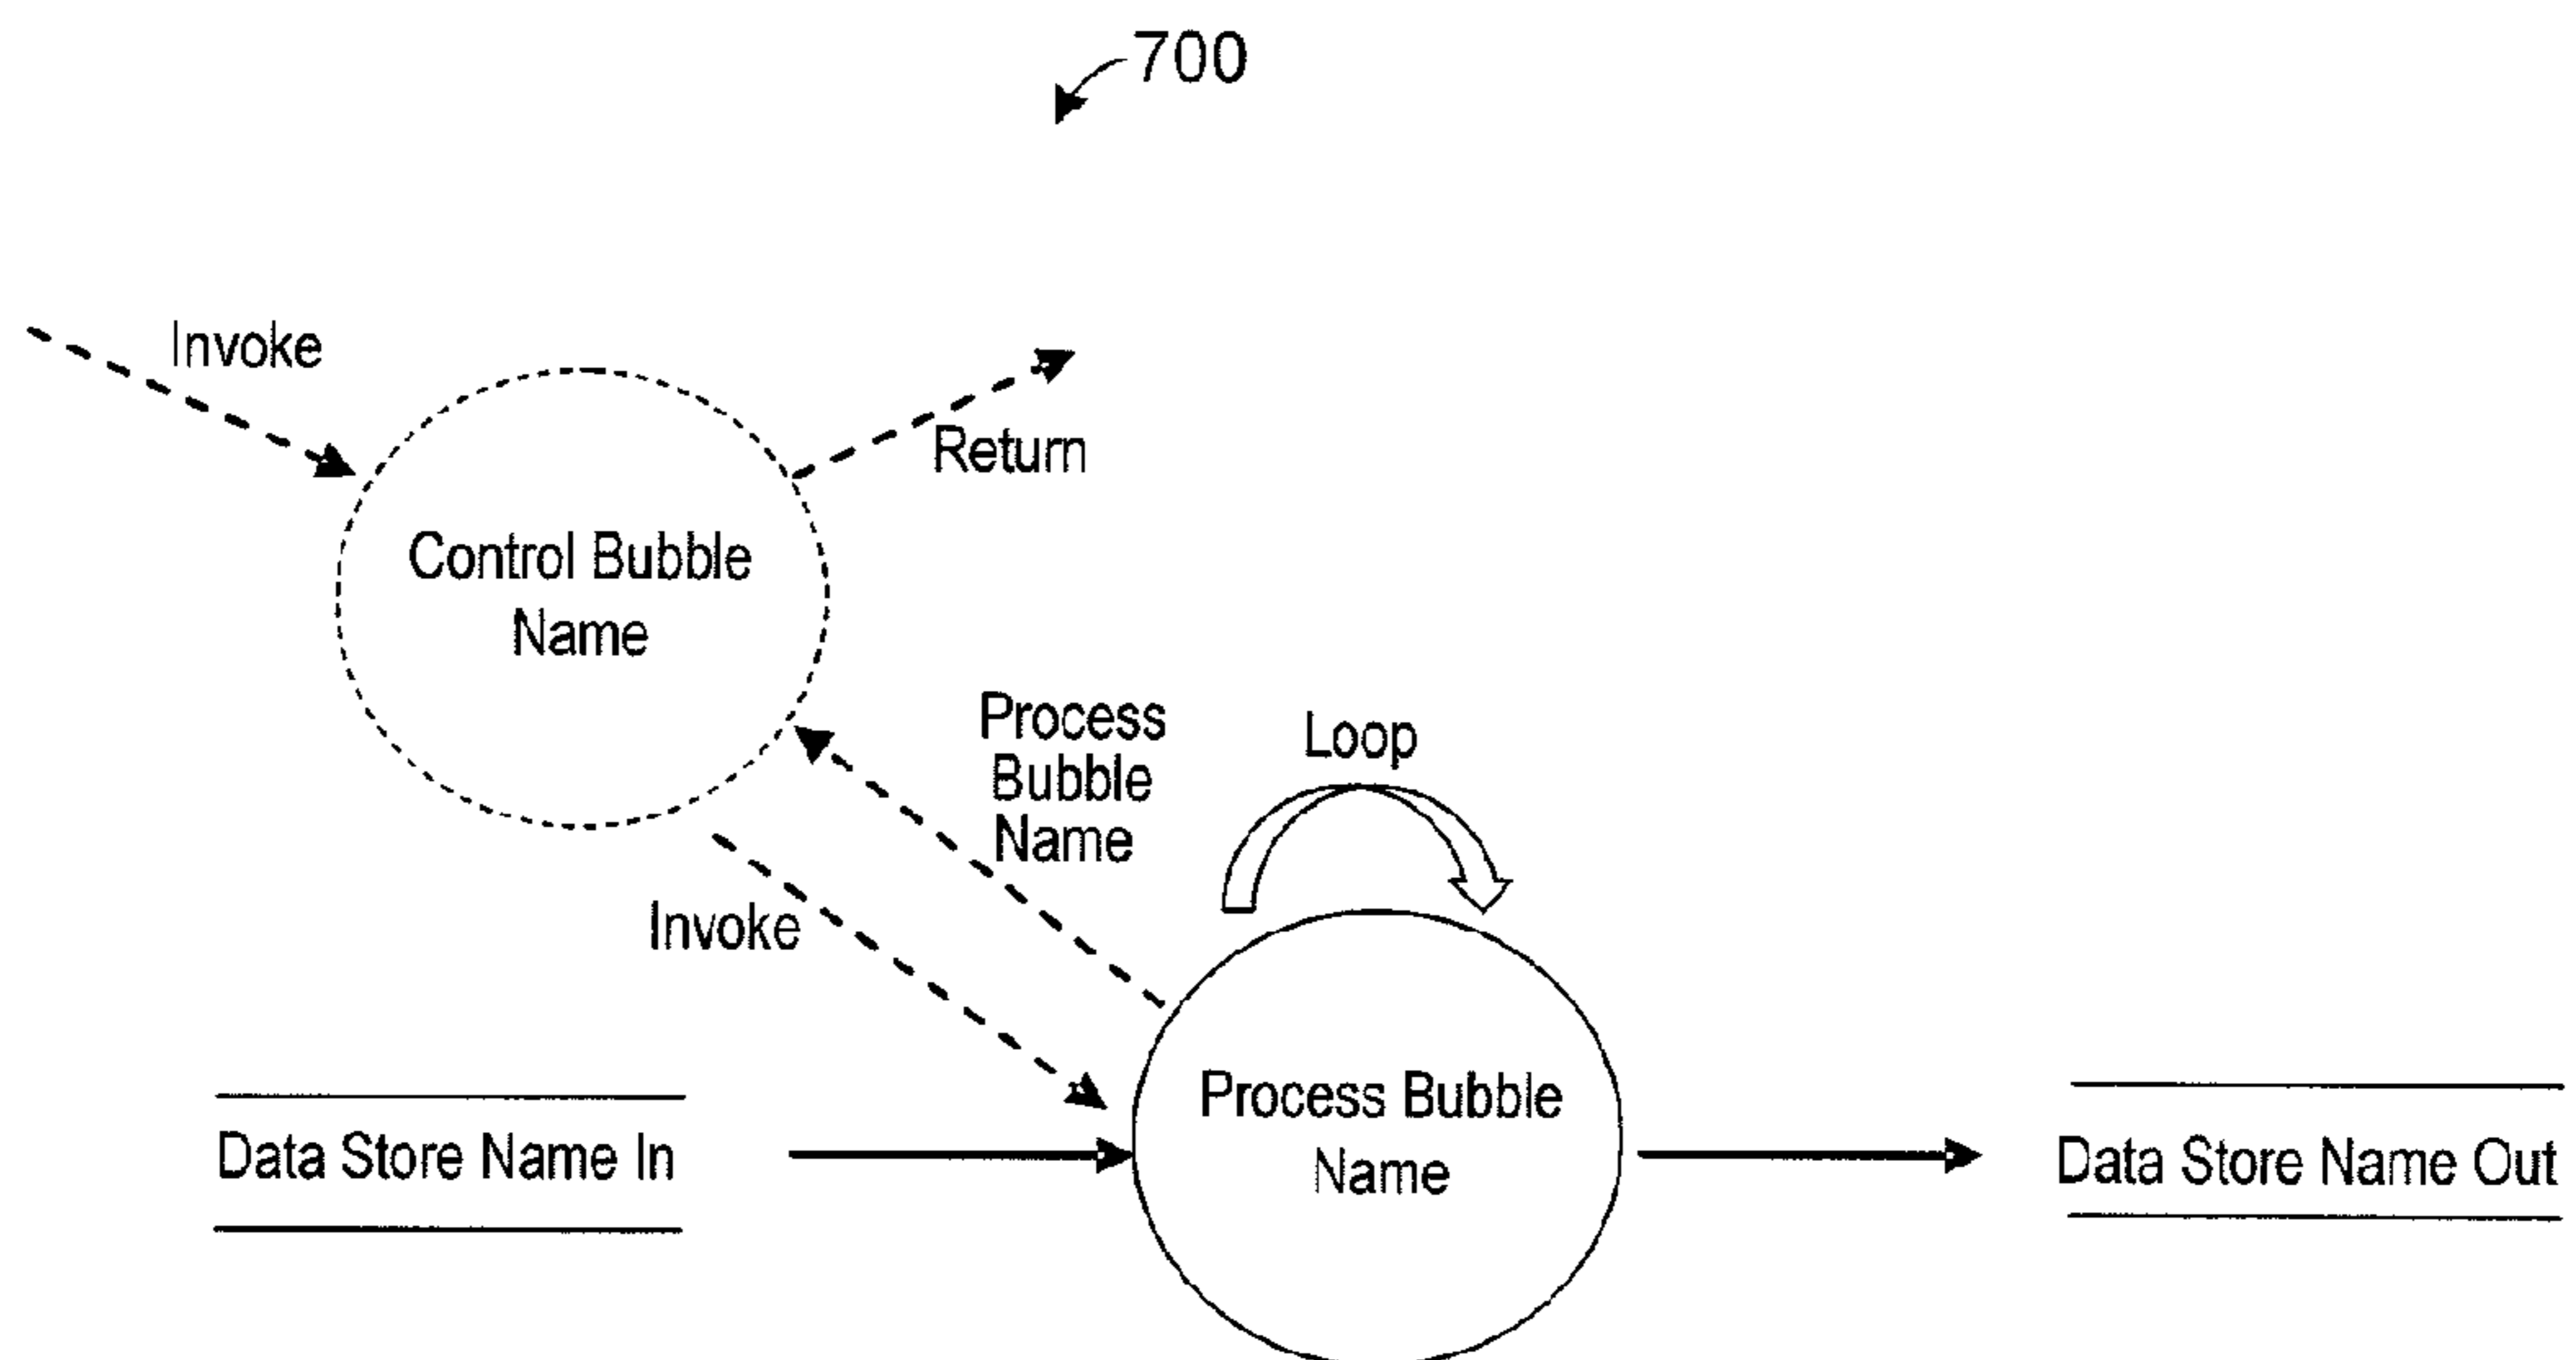 700
Invoke
Return
Control Bubble
Name
Process
Bubble
Name
Loop
Invoke
Process Bubble
Name
Data Store Name In
Data Store Name Out